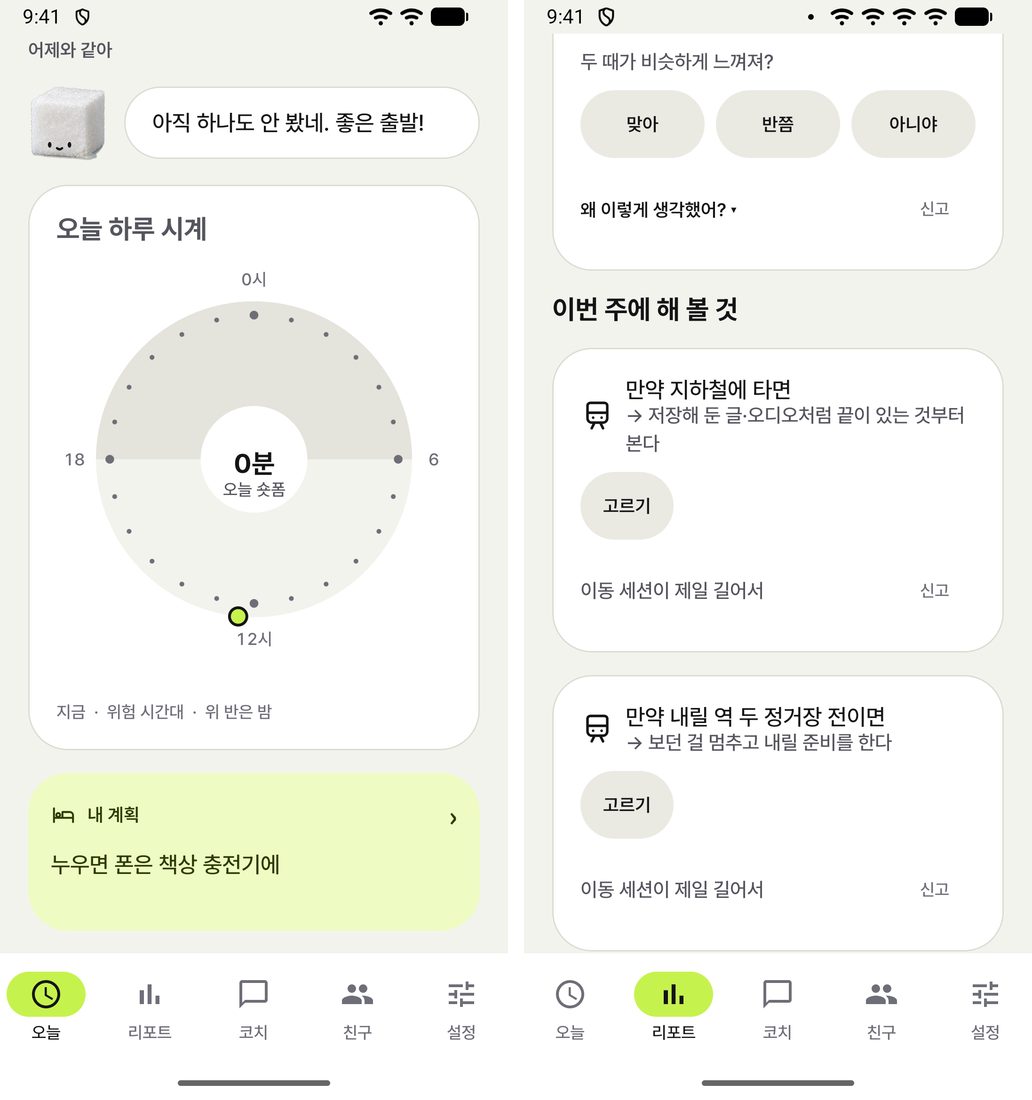 9:41
어제와 같아
아직 하나도 안 봤네. 좋은 출발!
오늘 하루 시계
0시
18
6
0분
오늘 숏폼
12시
지금 · 위험 시간대 · 위 반은 밤
내 계획
누우면 폰은 책상 충전기에
오늘
리포트
코치
친구
설정
9:41
두 때가 비슷하게 느껴져?
맞아
반쯤
아니야
왜 이렇게 생각했어? ▾
신고
이번 주에 해 볼 것
만약 지하철에 타면
→ 저장해 둔 글·오디오처럼 끝이 있는 것부터
본다
고르기
이동 세션이 제일 길어서
신고
만약 내릴 역 두 정거장 전이면
→ 보던 걸 멈추고 내릴 준비를 한다
고르기
이동 세션이 제일 길어서
신고
오늘
리포트
코치
친구
설정